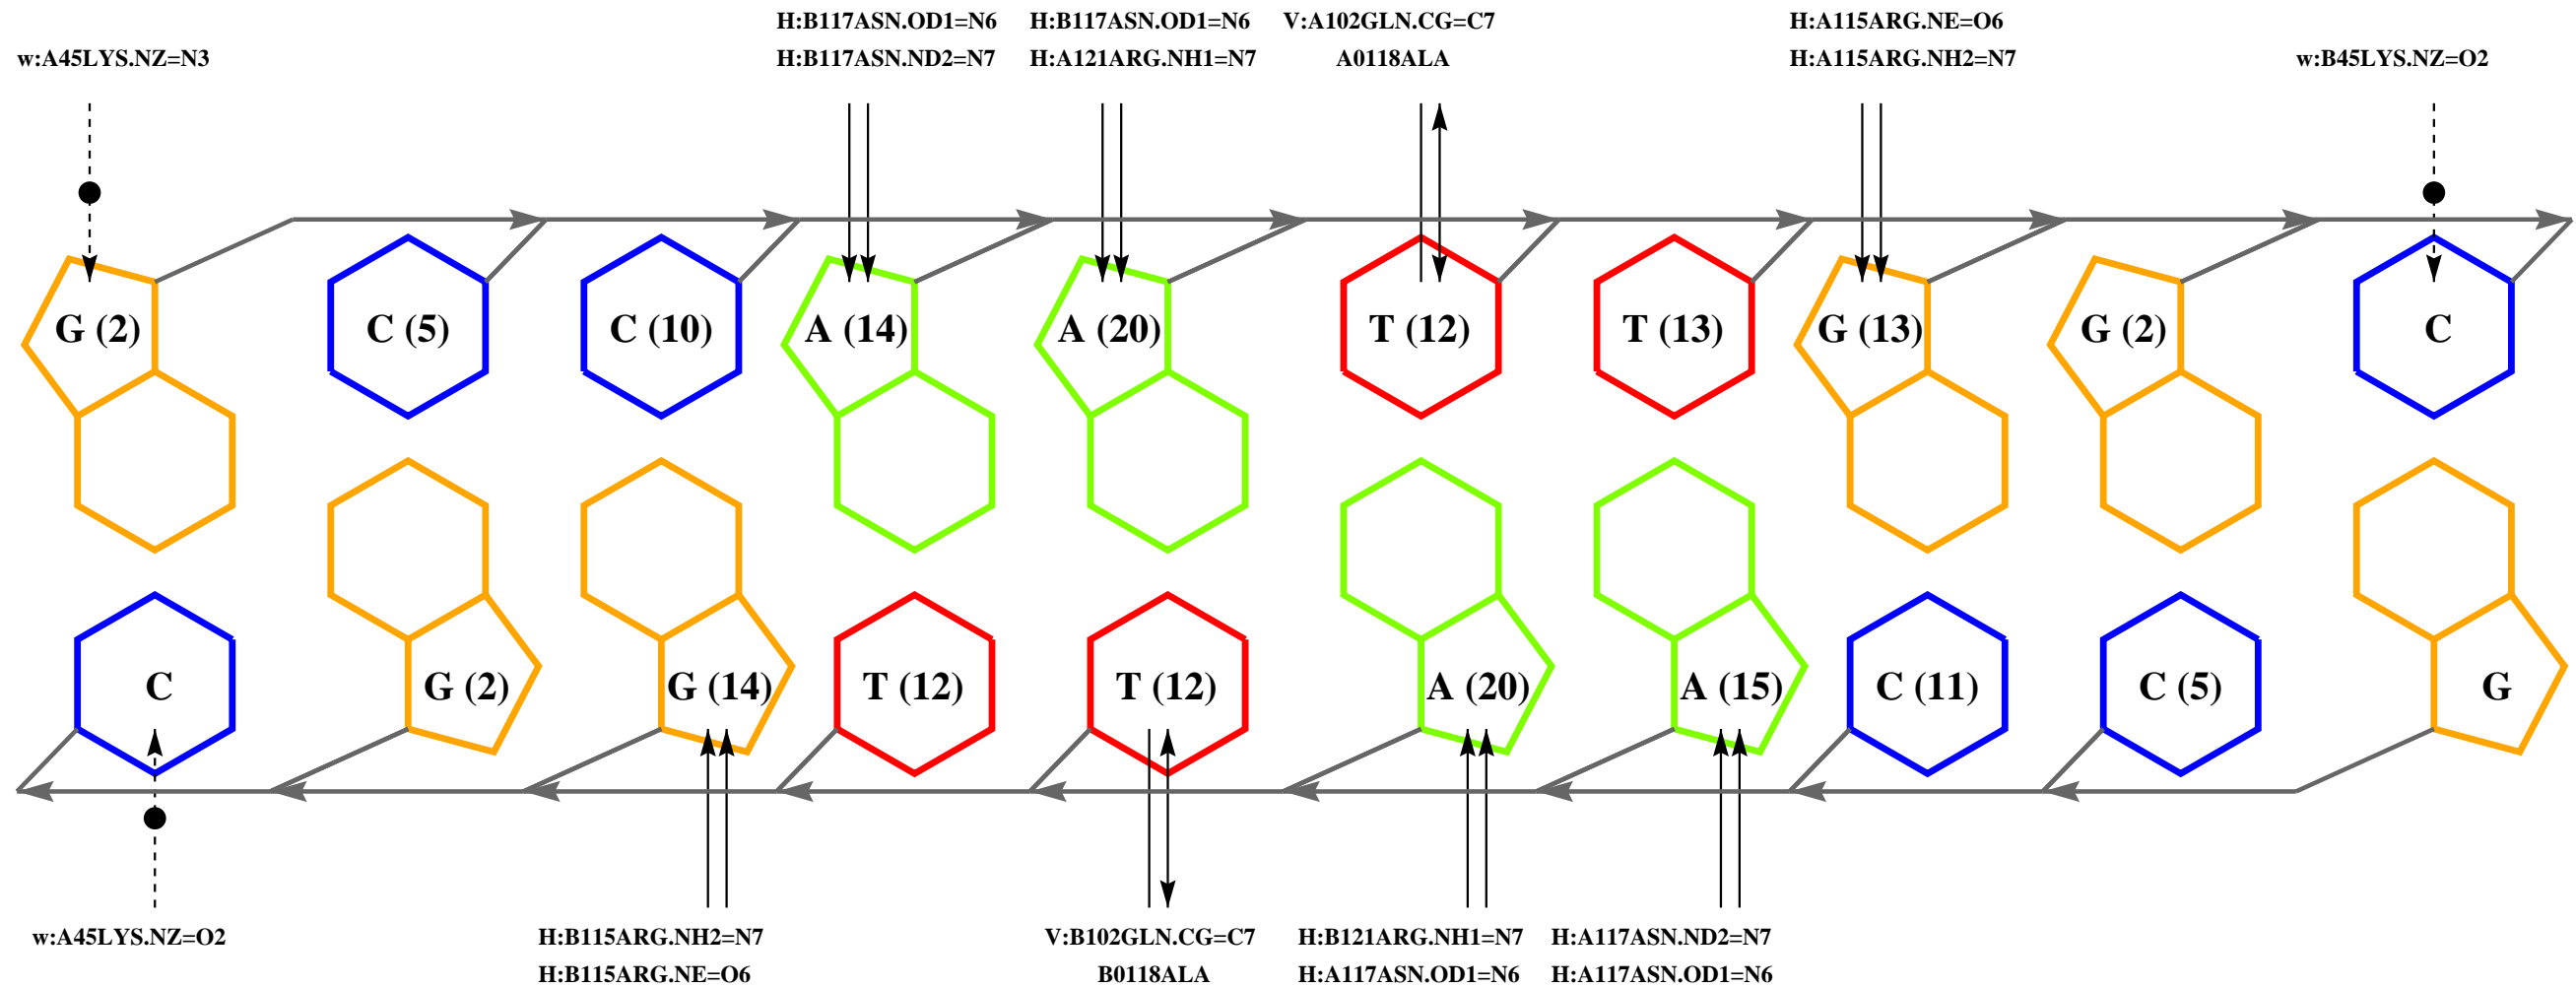 H:B117ASN.OD1=N6 H:B117ASN.OD1=N6 V:A102GLN.CG=C7 H:A115ARG.NE=O6
w:A45LYS.NZ=N3 H:B117ASN.ND2=N7 H:A121ARG.NH1=N7 A0118ALA H:A115ARG.NH2=N7 w:B45LYS.NZ=O2
G (2) C (5) C (10) A (14) A (20) T (12) T (13) G (13) G (2) C
C G (2) G (14) T (12) T (12) A (20) A (15) C (11) C (5) G
w:A45LYS.NZ=O2 H:B115ARG.NH2=N7 V:B102GLN.CG=C7 H:B121ARG.NH1=N7 H:A117ASN.ND2=N7
H:B115ARG.NE=O6 B0118ALA H:A117ASN.OD1=N6 H:A117ASN.OD1=N6